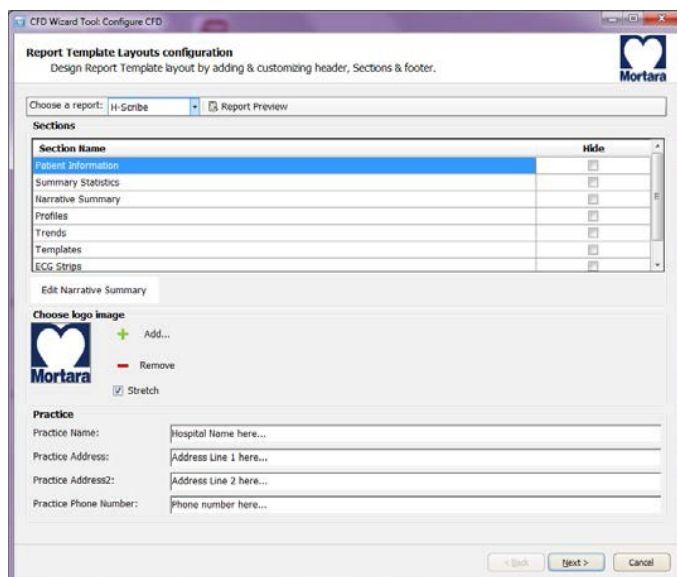 CFD Wizard Tool: Configure CFD
Report Template Layouts configuration
Design Report Template layout by adding & customizing header, Sections & footer.
Mortara
Choose a report: H-Scribe Report Preview
Sections
Section Name Hide
Patient Information
Summary Statistics
Narrative Summary
Profiles
Trends
Templates
ECG Strips
Edit Narrative Summary
Choose logo image
Mortara
Add...
Remove
Stretch
Practice
Practice Name: Hospital Name here...
Practice Address: Address Line 1 here...
Practice Address2: Address Line 2 here...
Practice Phone Number: Phone number here...
< Back Next > Cancel